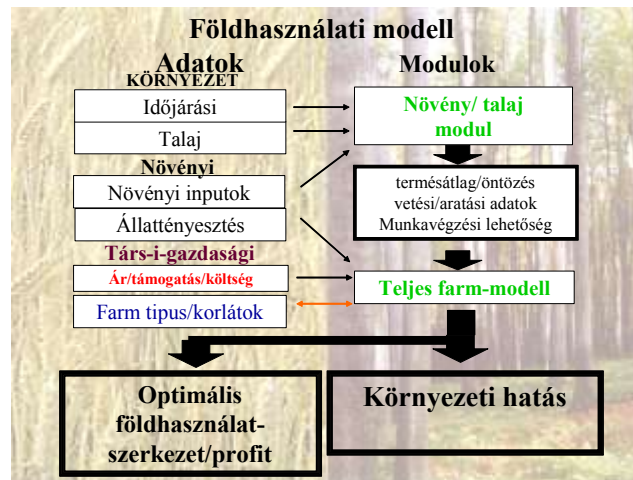 Földhasználati modell
Adatok
KÖRNYEZET
Időjárási
Talaj
Növényi
Növényi inputok
Állattényesztés
Társ-i-gazdasági
Ár/támogatás/költség
Farm tipus/korlátok
Modulok
Növény/ talaj
modul
termésátlag/öntözés
vetési/aratási adatok
Munkavégzési lehetőség
Teljes farm-modell
Optimális
földhasználat-
szerkezet/profit
Környezeti hatás